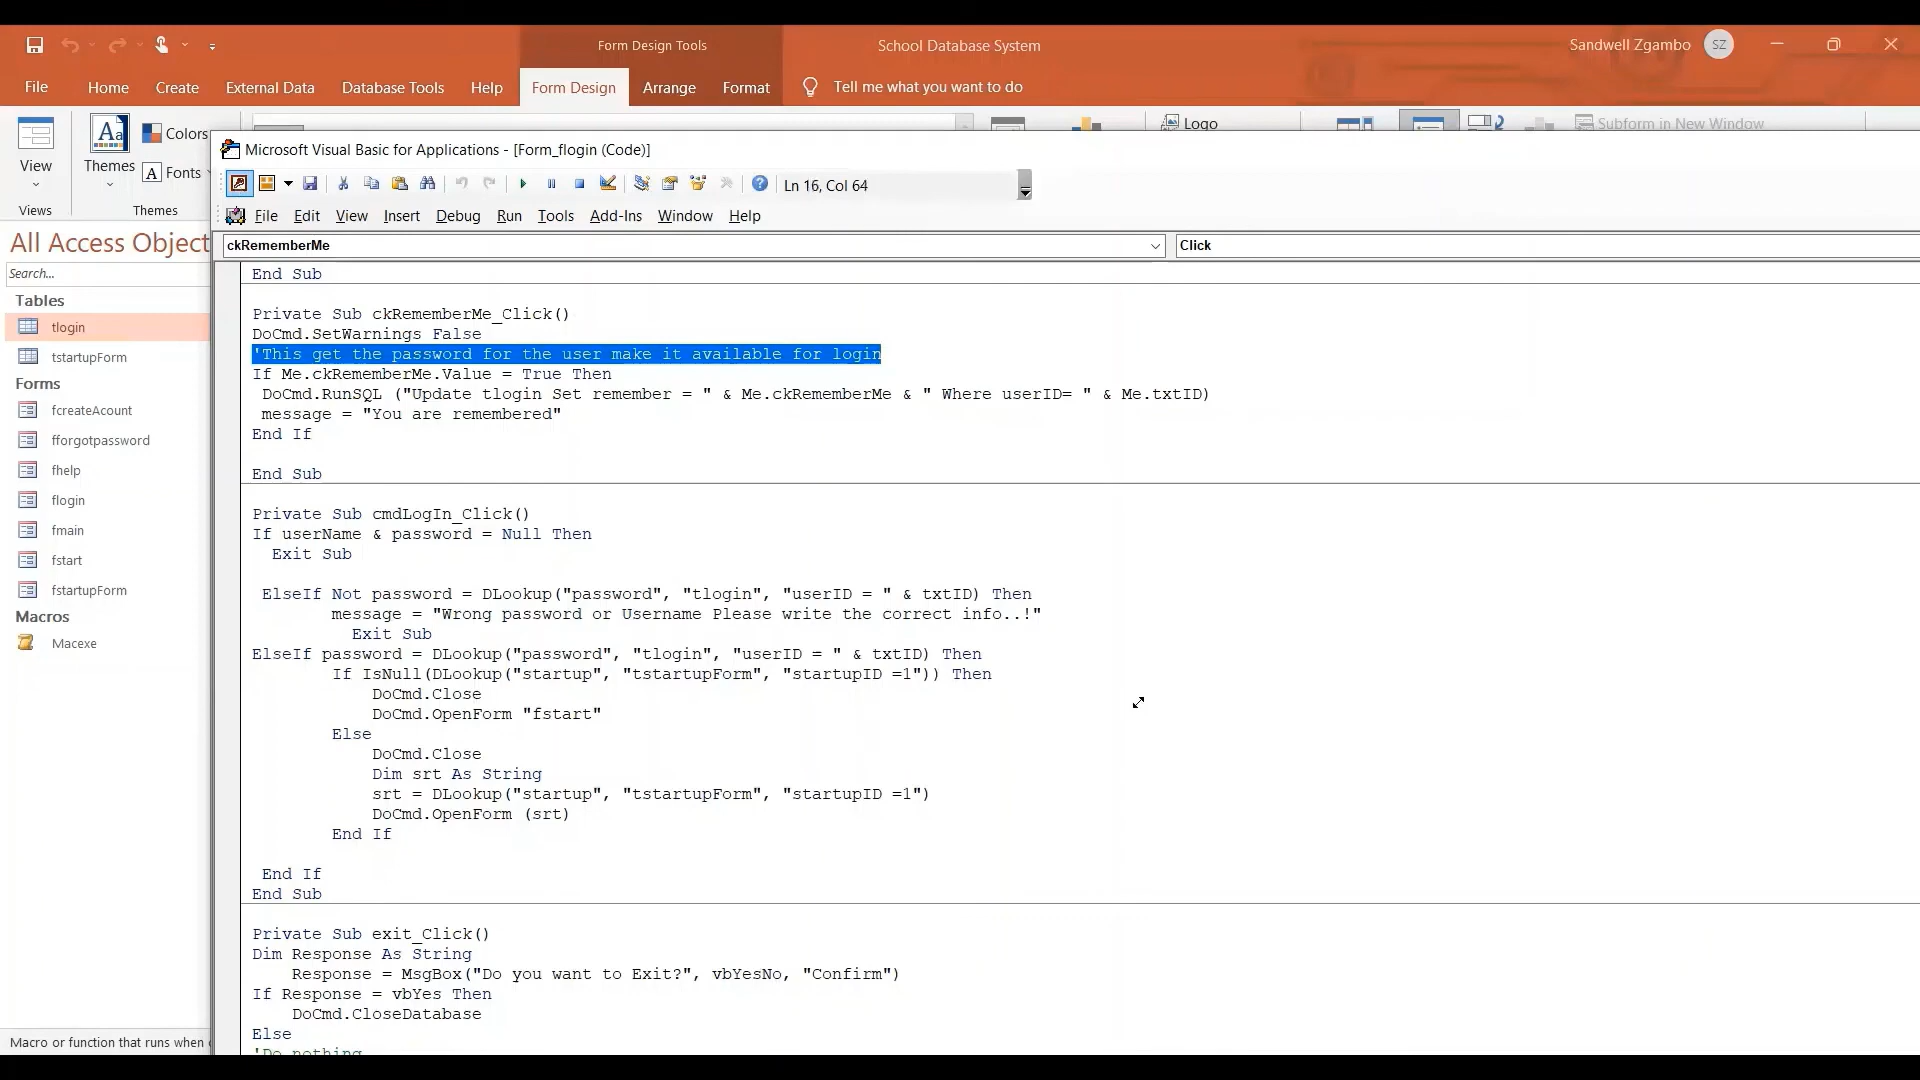 Form Design Tools
School Database System
Sandwell Zgambo
SZ
File
Home
Create
External Data
Database Tools
Help
Form Design
Arrange
Format
Tell me what you want to do
View
Themes
Colors
Fonts
Logo
Subform in New Window
Views
Themes
Microsoft Visual Basic for Applications - [Form_flogin (Code)]
Ln 16, Col 64
File Edit View Insert Debug Run Tools Add-Ins Window Help
All Access Object
Search...
Tables
tlogin
tstartupForm
Forms
fcreateAcount
fforgotpassword
fhelp
flogin
fmain
fstart
fstartupForm
Macros
Macexe
ckRememberMe
Click
End Sub
Private Sub ckRememberMe_Click()
DoCmd.SetWarnings False
'This get the password for the user make it available for login
If Me.ckRememberMe.Value = True Then
DoCmd.RunSQL ("Update tlogin Set remember = " & Me.ckRememberMe & " Where userID= " & Me.txtID)
message = "You are remembered"
End If
End Sub
Private Sub cmdLogIn_Click()
If userName & password = Null Then
Exit Sub
ElseIf Not password = DLookup("password", "tlogin", "userID = " & txtID) Then
message = "Wrong password or Username Please write the correct info..!"
Exit Sub
ElseIf password = DLookup("password", "tlogin", "userID = " & txtID) Then
If IsNull(DLookup("startup", "tstartupForm", "startupID =1")) Then
DoCmd.Close
DoCmd.OpenForm "fstart"
Else
DoCmd.Close
Dim srt As String
srt = DLookup("startup", "tstartupForm", "startupID =1")
DoCmd.OpenForm (srt)
End If
End If
End Sub
Private Sub exit_Click()
Dim Response As String
Response = MsgBox("Do you want to Exit?", vbYesNo, "Confirm")
If Response = vbYes Then
DoCmd.CloseDatabase
Else
'Do nothing
Macro or function that runs when